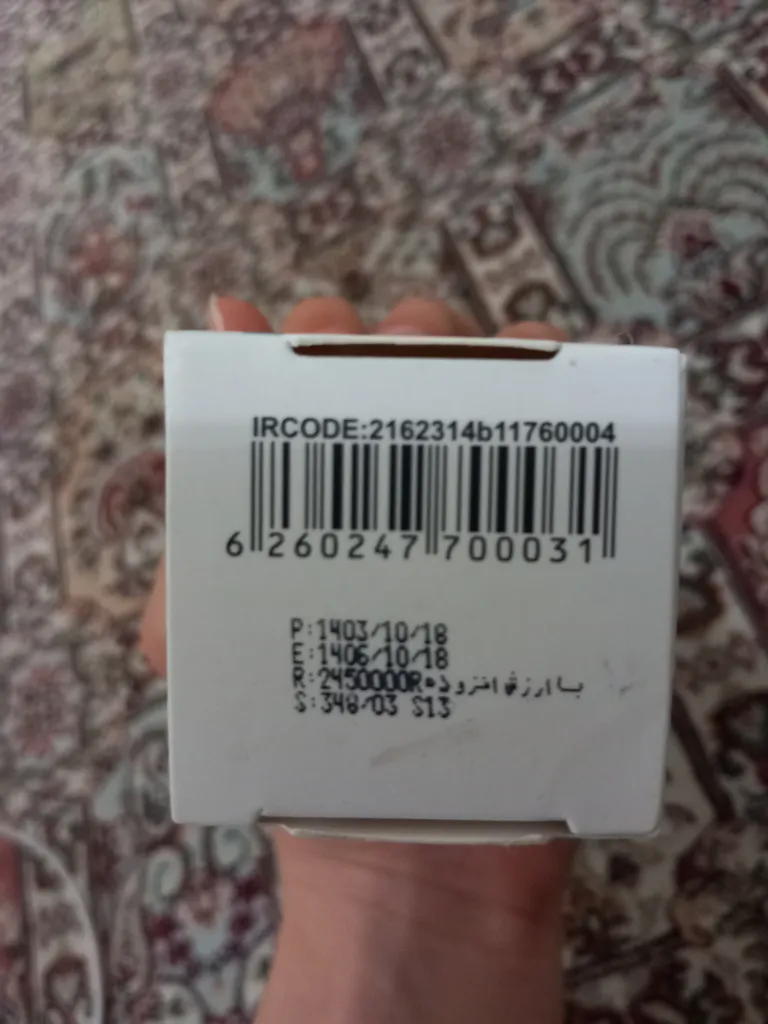 IRCODE:2162314b11760004
6 260247 700031
P:1403/10/18
E:1406/10/18
R:2450000R با ارزش افزوده
S:348/03 S13